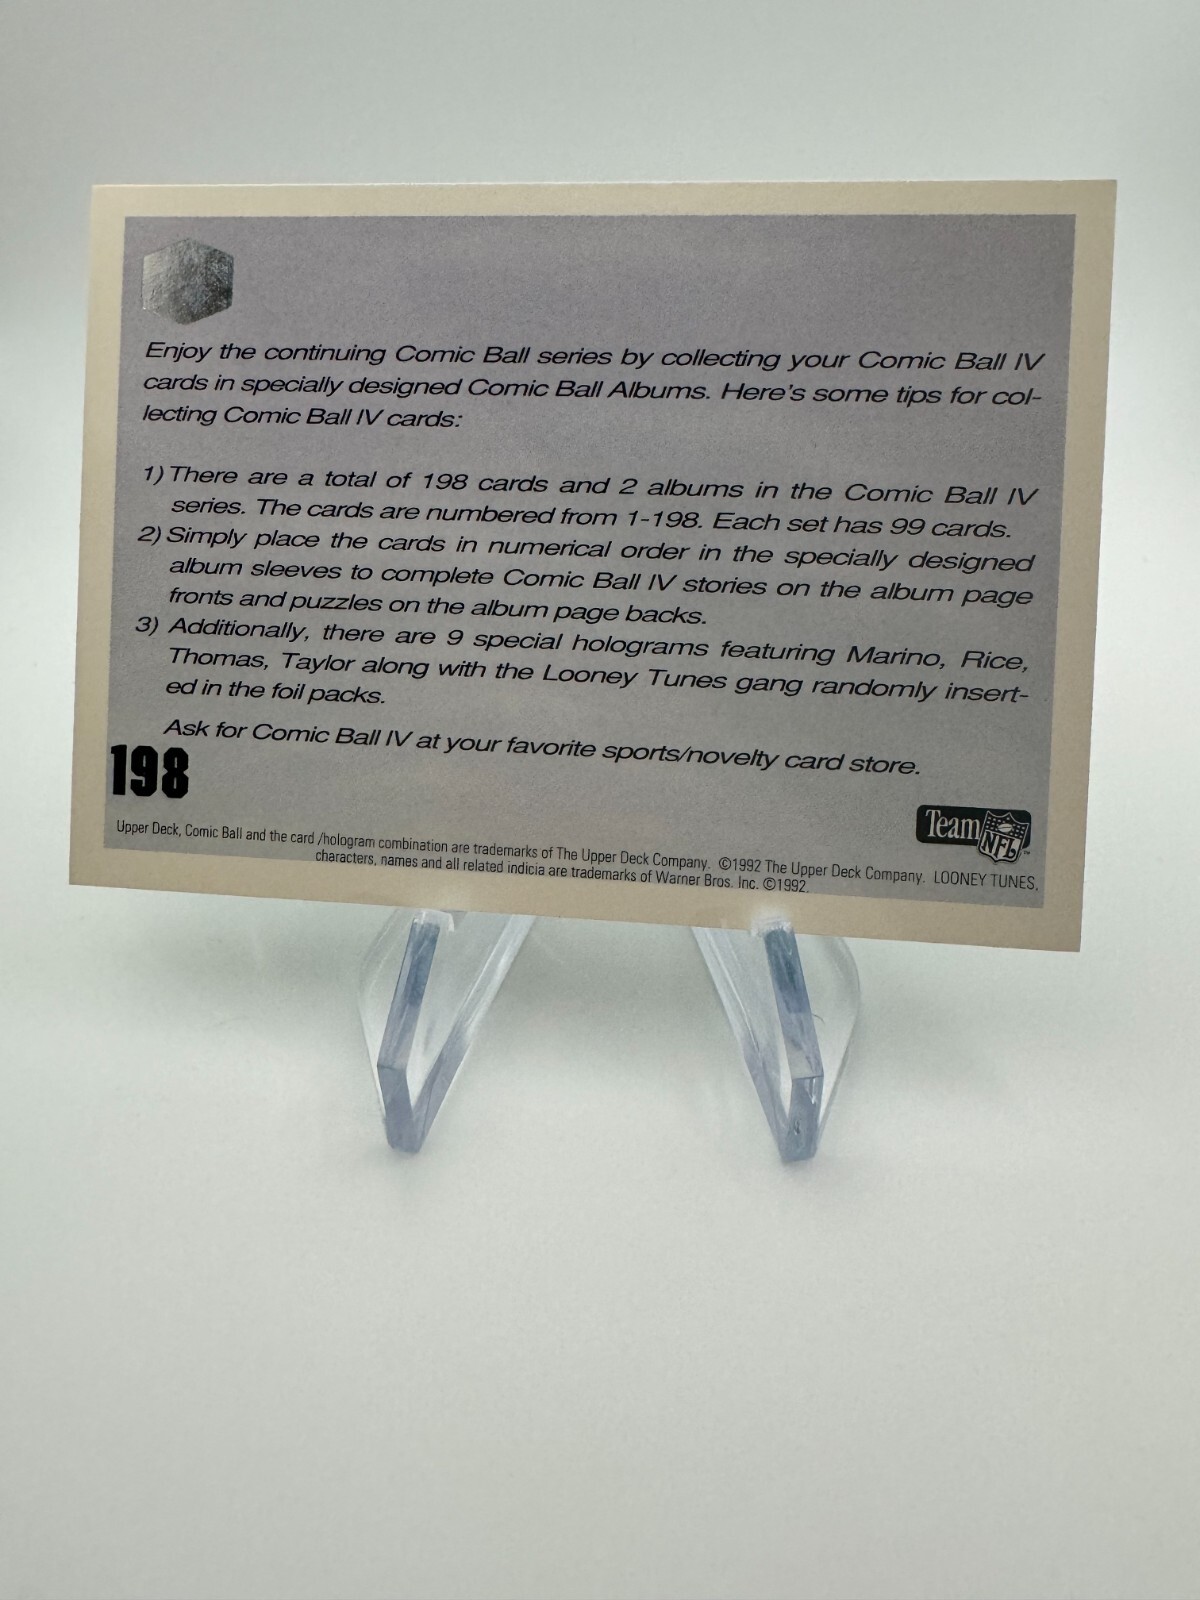 Enjoy the continuing Comic Ball series by collecting your Comic Ball IV
cards in specially designed Comic Ball Albums. Here's some tips for col-
lecting Comic Ball IV cards:
1) There are a total of 198 cards and 2 albums in the Comic Ball IV
series. The cards are numbered from 1-198. Each set has 99 cards.
2) Simply place the cards in numerical order in the specially designed
album sleeves to complete Comic Ball IV stories on the album page
fronts and puzzles on the album page backs.
3) Additionally, there are 9 special holograms featuring Marino, Rice,
Thomas, Taylor along with the Looney Tunes gang randomly insert-
ed in the foil packs.
Ask for Comic Ball IV at your favorite sports/novelty card store.
198
Team NFL™
Upper Deck, Comic Ball and the card /hologram combination are trademarks of The Upper Deck Company. ©1992 The Upper Deck Company. LOONEY TUNES,
characters, names and all related indicia are trademarks of Warner Bros. Inc. ©1992.